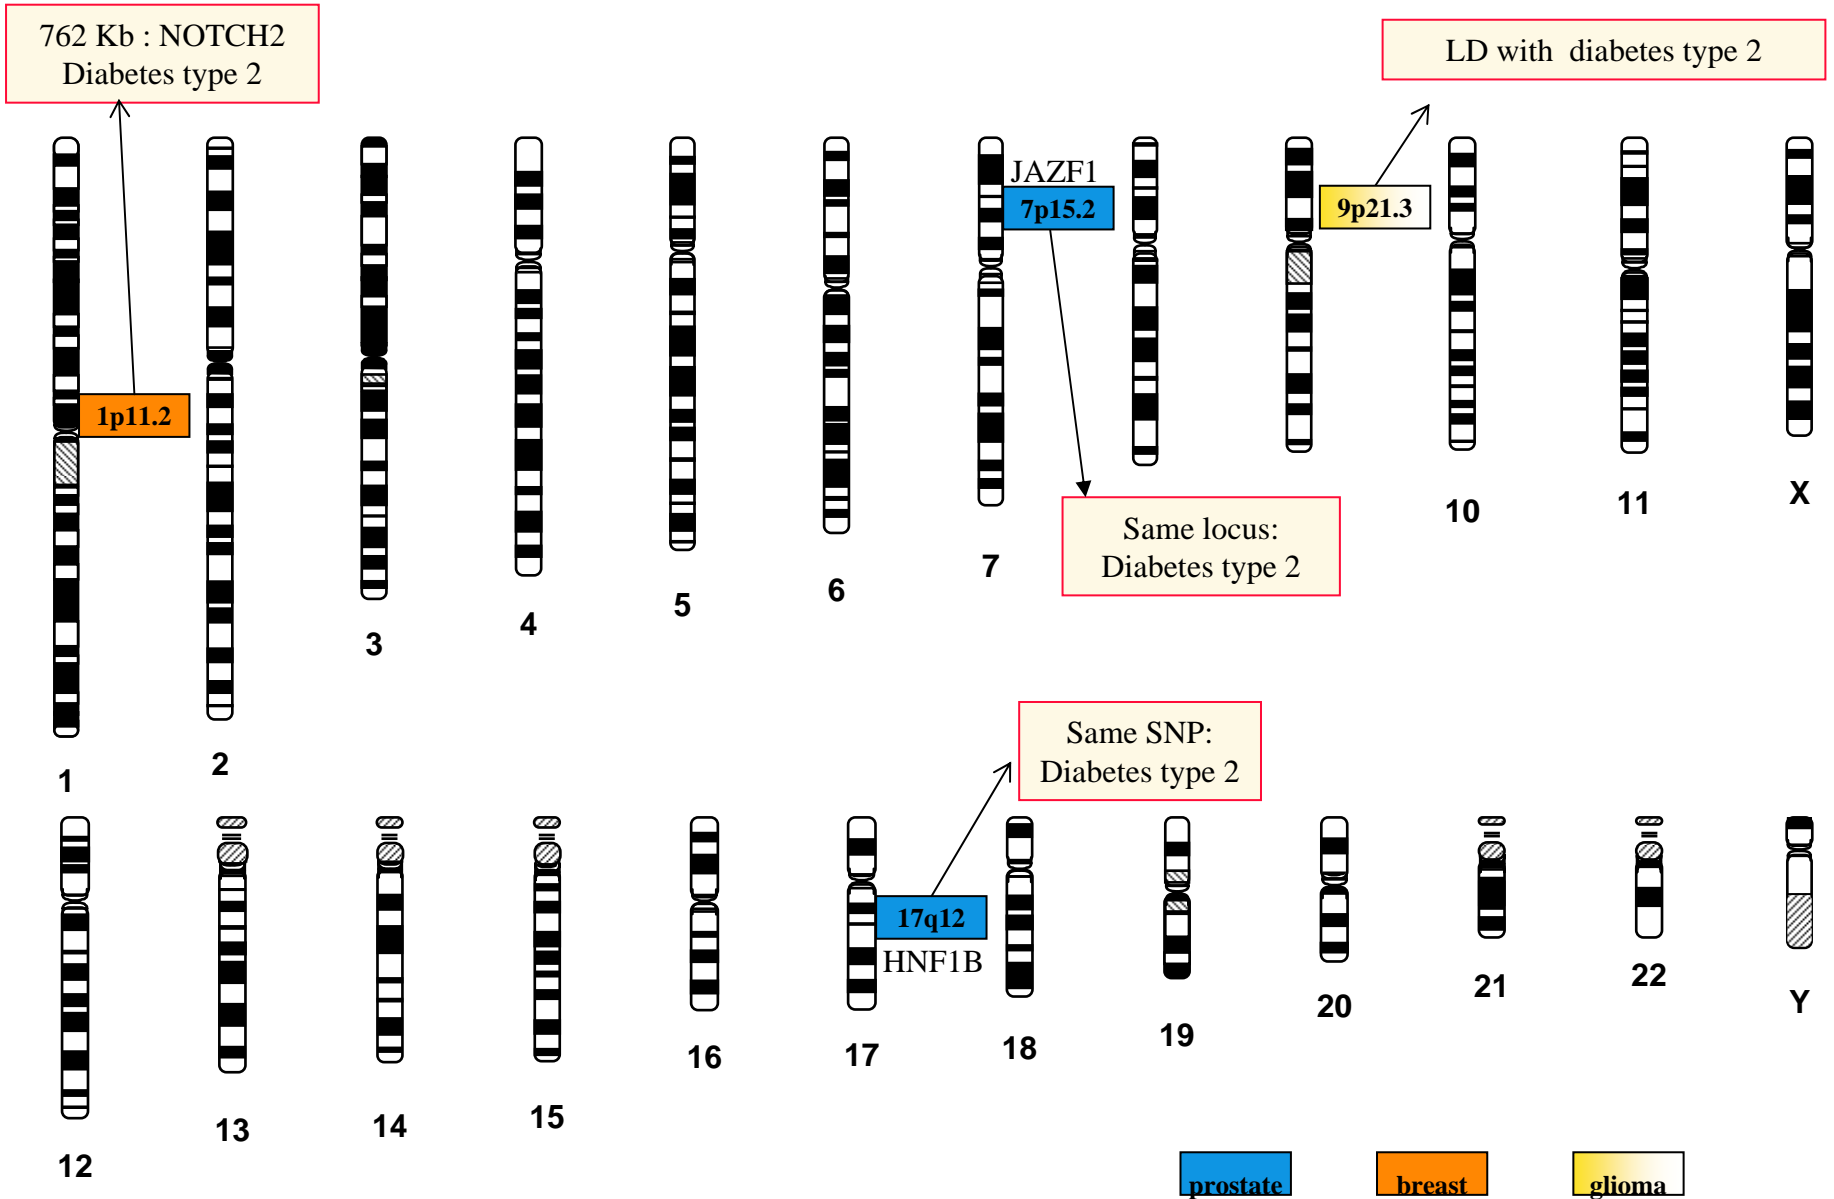 762 Kb : NOTCH2
Diabetes type 2
LD with diabetes type 2
JAZF1
7p15.2
9p21.3
1p11.2
Same locus:
Diabetes type 2
1
2
3
4
5
6
7
10
11
X
Same SNP:
Diabetes type 2
17q12
HNF1B
12
13
14
15
16
17
18
19
20
21
22
Y
prostate
breast
glioma